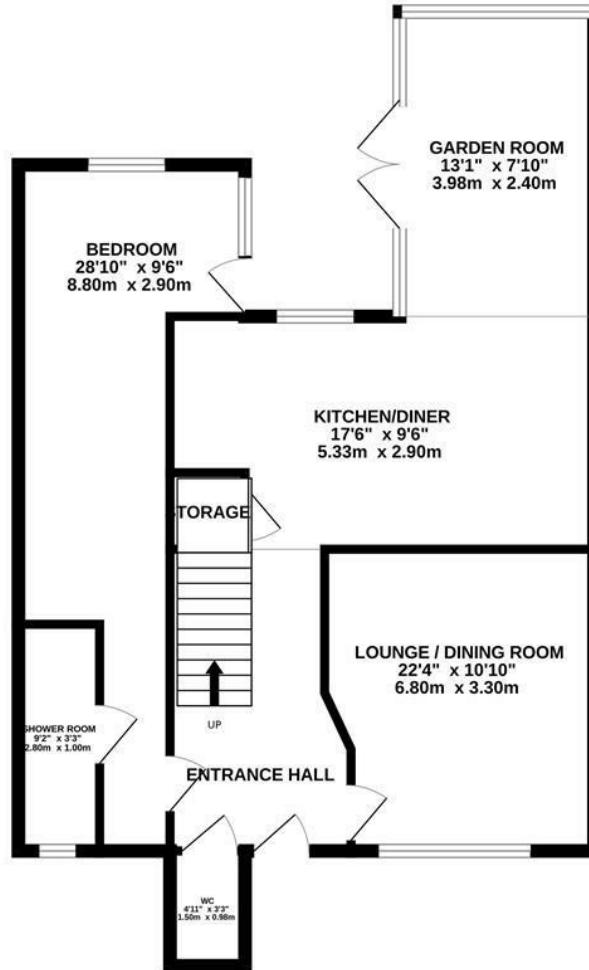 GARDEN ROOM
13'1" x 7'10"
3.98m x 2.40m
BEDROOM
28'10" x 9'6"
8.80m x 2.90m
KITCHEN/DINER
17'6" x 9'6"
5.33m x 2.90m
STORAGE
LOUNGE / DINING ROOM
22'4" x 10'10"
6.80m x 3.30m
SHOWER ROOM
9'2" x 3'3"
2.80m x 1.00m
UP
ENTRANCE HALL
WC
4'11" x 3'3"
1.50m x 0.98m